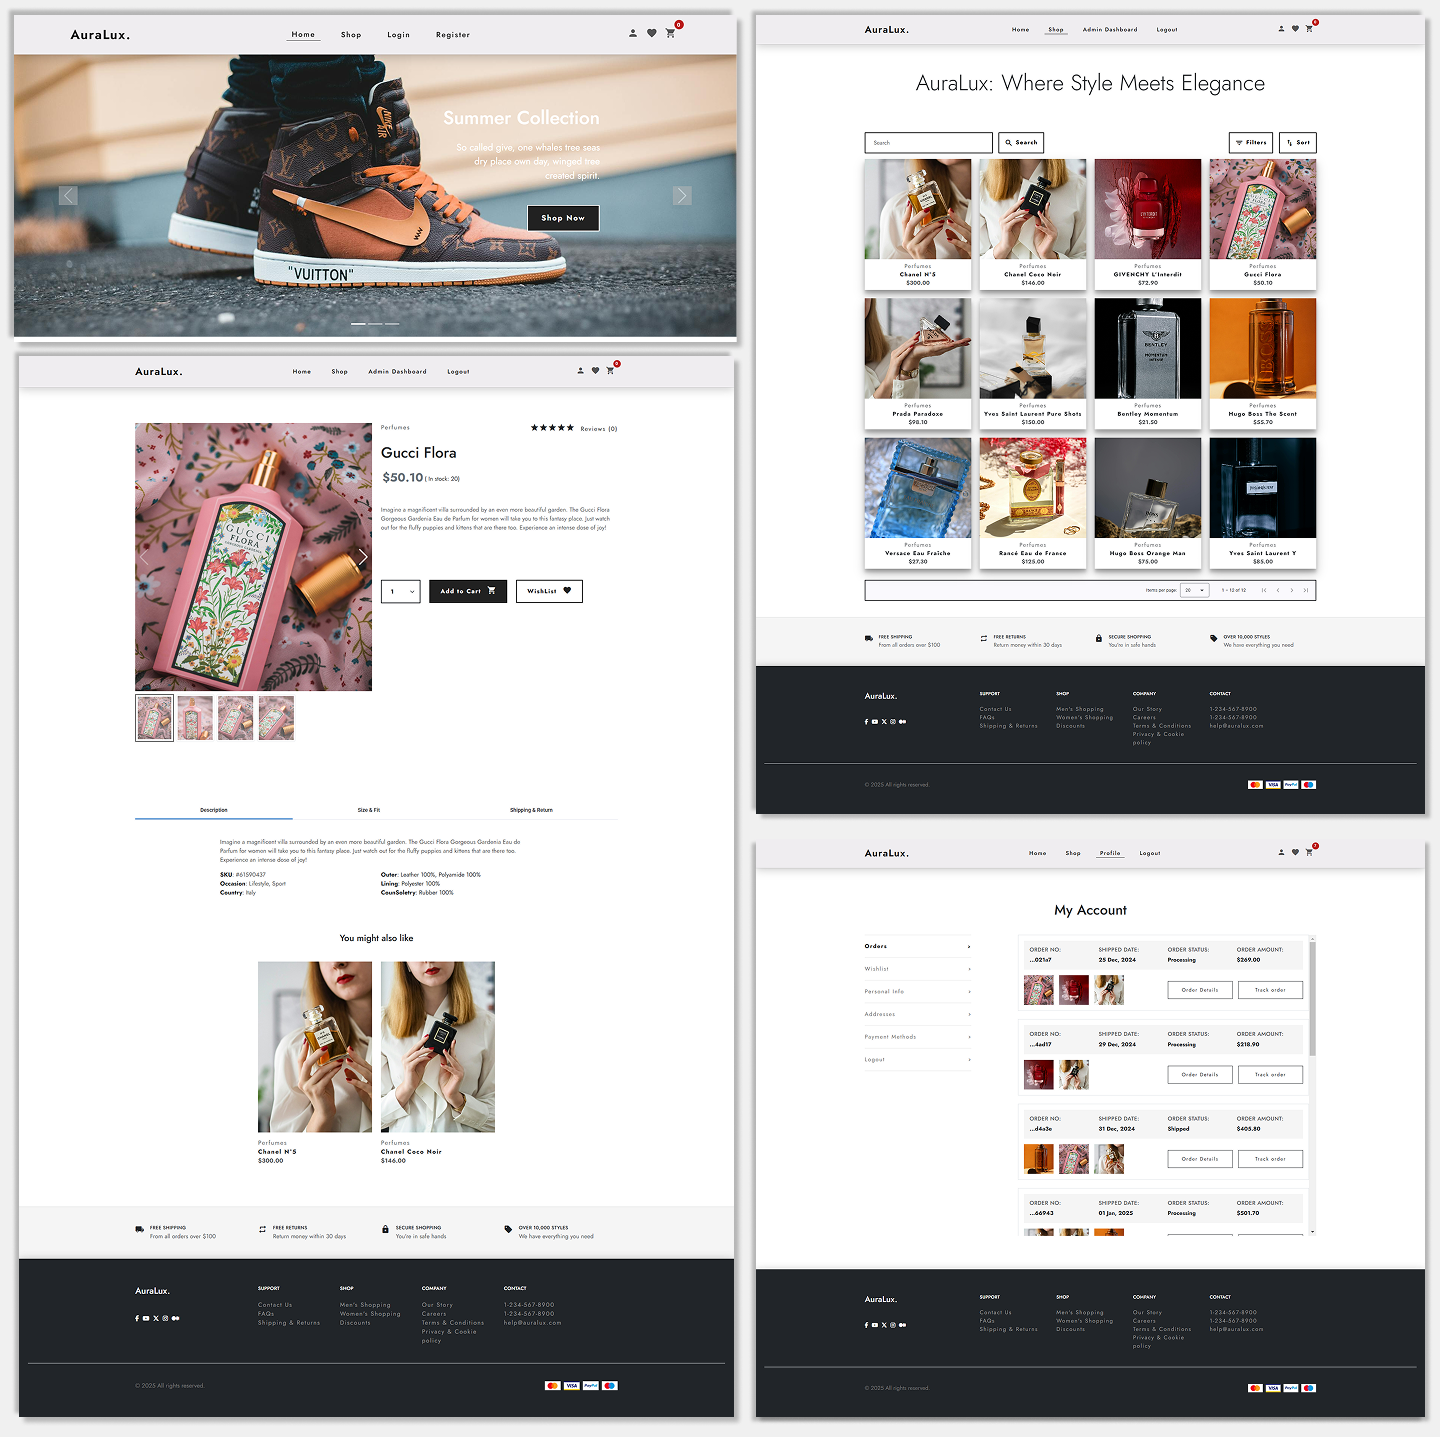 AuraLux.
Home Shop Login Register
0
Summer Collection
So called give, one whales tree seas
dry place own day, winged tree
created spirit.
Shop Now
NIKE
AIR
"VUITTON"
AuraLux.
Home Shop Admin Dashboard Logout
0
GUCCI
FLORA
GORGEOUS GARDENIA
Perfumes
Reviews (0)
Gucci Flora
$50.10 ( In stock: 20)
Imagine a magnificent villa surrounded by an even more beautiful garden. The Gucci Flora
Gorgeous Gardenia Eau de Parfum for women will take you to this fantasy place. Just watch
out for the fluffy puppies and kittens that are there too. Experience an intense dose of joy!
1
Add to Cart
WishList
Description Size & Fit Shipping & Return
Imagine a magnificent villa surrounded by an even more beautiful garden. The Gucci Flora Gorgeous Gardenia Eau de
Parfum for women will take you to this fantasy place. Just watch out for the fluffy puppies and kittens that are there too.
Experience an intense dose of joy!
SKU: #61590437
Occasion: Lifestyle, Sport
Country: Italy
Outer: Leather 100%, Polyamide 100%
Lining: Polyester 100%
CounSoletry: Rubber 100%
You might also like
Perfumes
Chanel N°5
$300.00
Perfumes
Chanel Coco Noir
$146.00
FREE SHIPPING
From all orders over $100
FREE RETURNS
Return money within 30 days
SECURE SHOPPING
You're in safe hands
OVER 10,000 STYLES
We have everything you need
AuraLux.
SUPPORT
Contact Us
FAQs
Shipping & Returns
SHOP
Men's Shopping
Women's Shopping
Discounts
COMPANY
Our Story
Careers
Terms & Conditions
Privacy & Cookie
policy
CONTACT
1-234-567-8900
1-234-567-8900
help@auralux.com
© 2025 All rights reserved.
VISA PayPal
AuraLux.
Home Shop Admin Dashboard Logout
0
AuraLux: Where Style Meets Elegance
Search
Search
Filters
Sort
Perfumes
Chanel N°5
$300.00
Perfumes
Chanel Coco Noir
$146.00
Perfumes
GIVENCHY L'Interdit
$72.90
Perfumes
Gucci Flora
$50.10
BENTLEY
MOMENTUM
INTENSE
Perfumes
Prada Paradoxe
$98.10
Perfumes
Yves Saint Laurent Pure Shots
$150.00
Perfumes
Bentley Momentum
$21.50
Perfumes
Hugo Boss The Scent
$55.70
Perfumes
Versace Eau Fraîche
$27.30
Perfumes
Rancé Eau de France
$125.00
Perfumes
Hugo Boss Orange Man
$75.00
Perfumes
Yves Saint Laurent Y
$85.00
Items per page: 20 1 – 12 of 12
FREE SHIPPING
From all orders over $100
FREE RETURNS
Return money within 30 days
SECURE SHOPPING
You're in safe hands
OVER 10,000 STYLES
We have everything you need
AuraLux.
SUPPORT
Contact Us
FAQs
Shipping & Returns
SHOP
Men's Shopping
Women's Shopping
Discounts
COMPANY
Our Story
Careers
Terms & Conditions
Privacy & Cookie
policy
CONTACT
1-234-567-8900
1-234-567-8900
help@auralux.com
© 2025 All rights reserved.
VISA PayPal
AuraLux.
Home Shop Profile Logout
My Account
Orders
Wishlist
Personal Info
Addresses
Payment Methods
Logout
ORDER NO: SHIPPED DATE: ORDER STATUS: ORDER AMOUNT:
...021a7 25 Dec, 2024 Processing $269.00
Order Details Track order
ORDER NO: SHIPPED DATE: ORDER STATUS: ORDER AMOUNT:
...4ad17 29 Dec, 2024 Processing $218.90
Order Details Track order
ORDER NO: SHIPPED DATE: ORDER STATUS: ORDER AMOUNT:
...d4a3e 31 Dec, 2024 Shipped $405.80
Order Details Track order
ORDER NO: SHIPPED DATE: ORDER STATUS: ORDER AMOUNT:
...66943 01 Jan, 2025 Processing $501.70
AuraLux.
SUPPORT
Contact Us
FAQs
Shipping & Returns
SHOP
Men's Shopping
Women's Shopping
Discounts
COMPANY
Our Story
Careers
Terms & Conditions
Privacy & Cookie
policy
CONTACT
1-234-567-8900
1-234-567-8900
help@auralux.com
© 2025 All rights reserved.
VISA PayPal